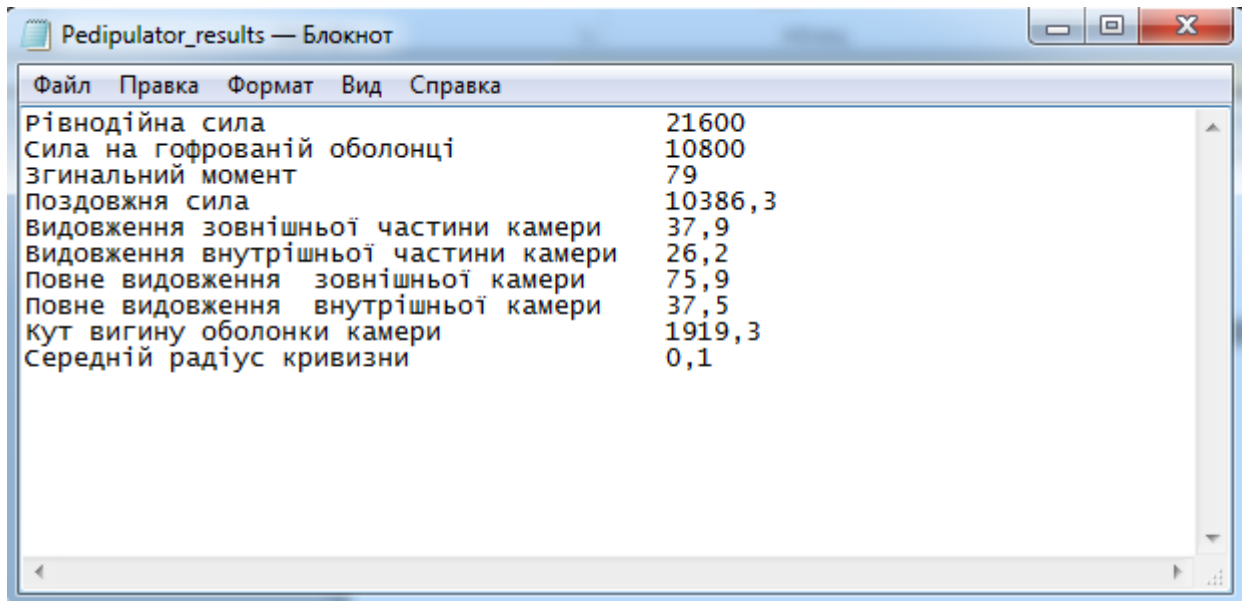 Pedipulator_results — Блокнот
Файл Правка Формат Вид Справка
Рівнодійна сила 21600
Сила на гофрованій оболонці 10800
Згинальний момент 79
Поздовжня сила 10386,3
Видовження зовнішньої частини камери 37,9
Видовження внутрішньої частини камери 26,2
Повне видовження  зовнішньої камери 75,9
Повне видовження  внутрішньої камери 37,5
Кут вигину оболонки камери 1919,3
Середній радіус кривизни 0,1